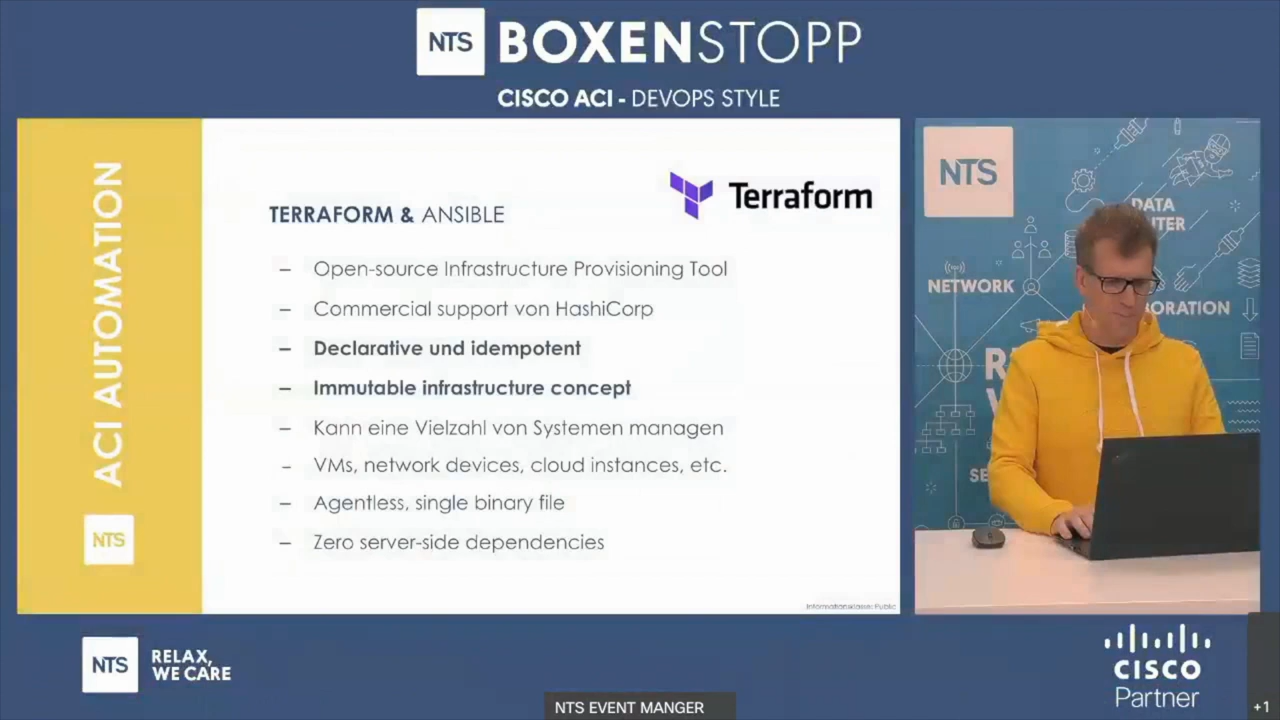 NTS BOXENSTOPP
CISCO ACI - DEVOPS STYLE
ACI AUTOMATION
NTS
TERRAFORM & ANSIBLE
Terraform
– Open-source Infrastructure Provisioning Tool
– Commercial support von HashiCorp
– Declarative und idempotent
– Immutable infrastructure concept
– Kann eine Vielzahl von Systemen managen
– VMs, network devices, cloud instances, etc.
– Agentless, single binary file
– Zero server-side dependencies
Informationsklasse: Public
NTS
DATA
NETWORK
NTS
RELAX,
WE CARE
CISCO
Partner
NTS EVENT MANGER
+1